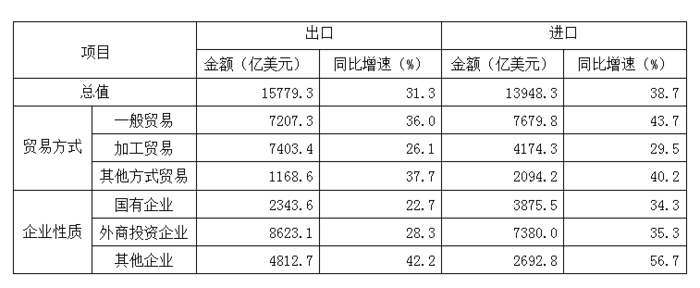 项目 出口 进口
金额（亿美元） 同比增速（%） 金额（亿美元） 同比增速（%）
总值 15779.3 31.3 13948.3 38.7
贸易方式 一般贸易 7207.3 36.0 7679.8 43.7
加工贸易 7403.4 26.1 4174.3 29.5
其他方式贸易 1168.6 37.7 2094.2 40.2
企业性质 国有企业 2343.6 22.7 3875.5 34.3
外商投资企业 8623.1 28.3 7380.0 35.3
其他企业 4812.7 42.2 2692.8 56.7